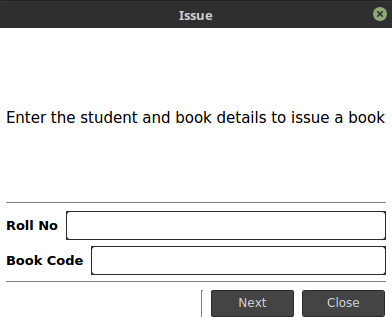 Issue
Enter the student and book details to issue a book
Roll No
Book Code
Next Close